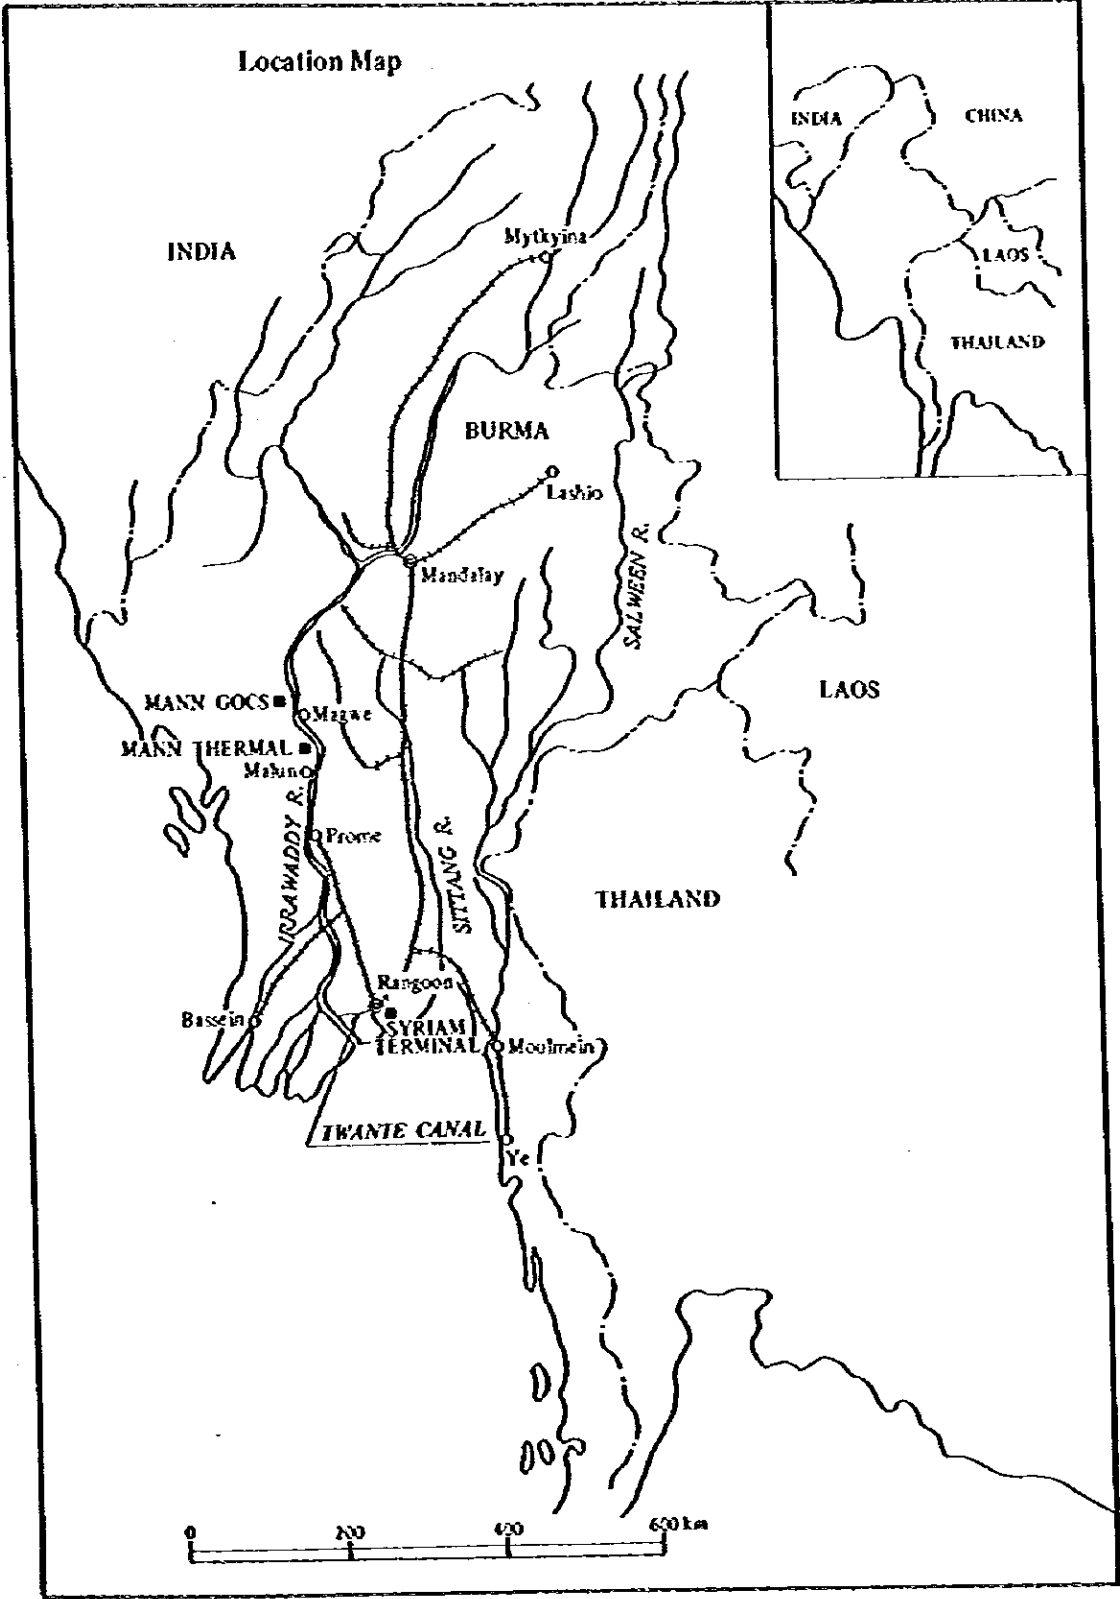 Location Map
INDIA
CHINA
LAOS
THAILAND
INDIA
Mytkyina
BURMA
Lashio
Mandalay
SALWEEN R.
LAOS
MANN GOCS
Magwe
MANN THERMAL
Malun
IRRAWADDY R.
Prome
SITTANG R.
THAILAND
Rangoon
Bassein
SYRIAM
TERMINAL
Moulmein
TWANTE CANAL
Ye
0 200 400 600 km